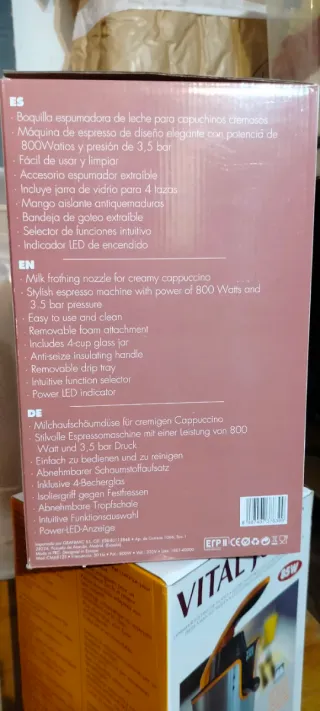 ES
· Boquilla espumadora de leche para capuchinos cremosos
· Máquina de espresso de diseño elegante con potencia de
800Watios y presión de 3,5 bar
· Fácil de usar y limpiar
· Accesorio espumador extraíble
· Incluye jarra de vidrio para 4 tazas
· Mango aislante antiquemaduras
· Bandeja de goteo extraíble
· Selector de funciones intuitivo
· Indicador LED de encendido
EN
· Milk frothing nozzle for creamy cappuccino
· Stylish espresso machine with power of 800 Watts and
3.5 bar pressure
· Easy to use and clean
· Removable foam attachment
· Includes 4-cup glass jar
· Anti-seize insulating handle
· Removable drip tray
· Intuitive function selector
· Power LED indicator
DE
· Milchaufschäumdüse für cremigen Cappuccino
· Stilvolle Espressomaschine mit einer Leistung von 800
Watt und 3,5 bar Druck
· Einfach zu bedienen und zu reinigen
· Abnehmbarer Schaumstoffaufsatz
· Inklusive 4-Becherglas
· Isoliergriff gegen Festfressen
· Abnehmbare Tropfschale
· Intuitive Funktionsauswahl
· Power-LED-Anzeige
ErP II CE
VITAL
85W